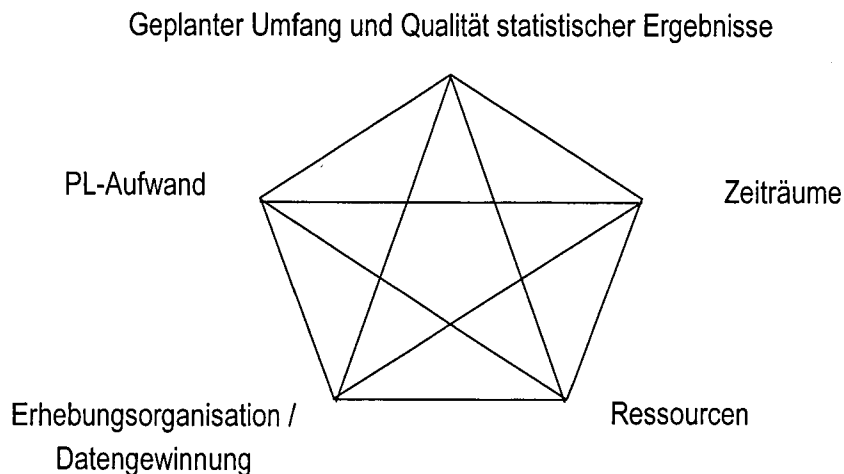 Geplanter Umfang und Qualität statistischer Ergebnisse
PL-Aufwand
Zeiträume
Erhebungsorganisation /
Datengewinnung
Ressourcen